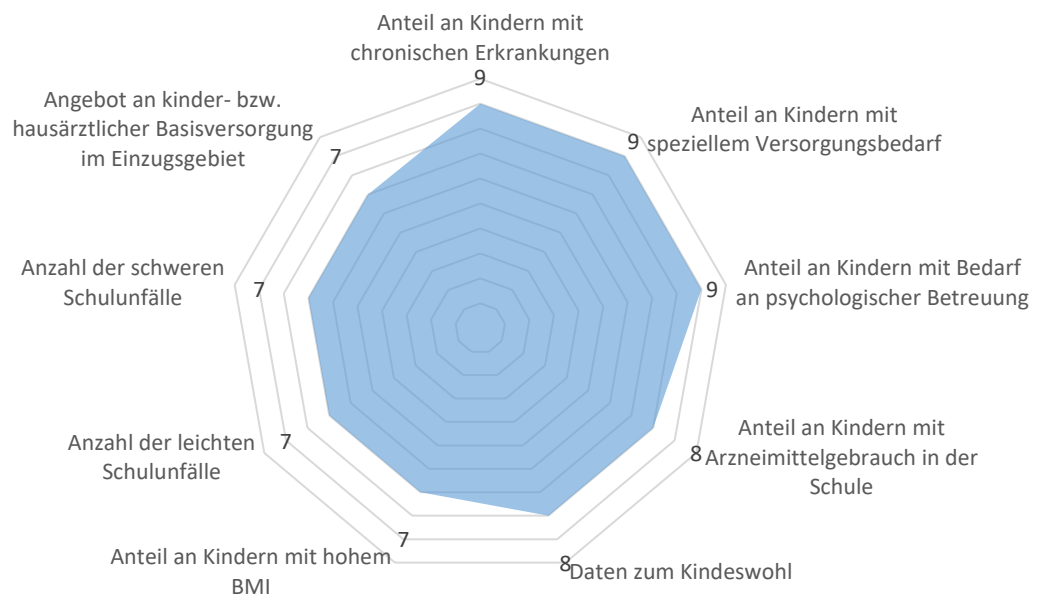 Anteil an Kindern mit
chronischen Erkrankungen
9
Anteil an Kindern mit
9 speziellem Versorgungsbedarf
Anteil an Kindern mit Bedarf
9 an psychologischer Betreuung
Anteil an Kindern mit
8 Arzneimittelgebrauch in der
Schule
8 Daten zum Kindeswohl
7
Anteil an Kindern mit hohem
BMI
7
Anzahl der leichten
Schulunfälle
7
Anzahl der schweren
Schulunfälle
7
Angebot an kinder- bzw.
hausärztlicher Basisversorgung
im Einzugsgebiet